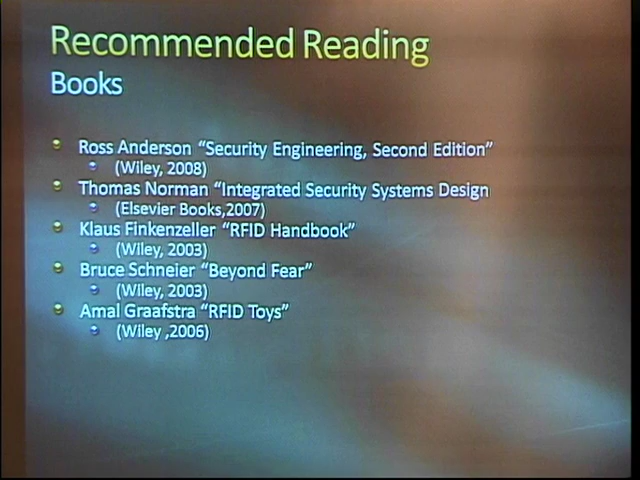 Recommended Reading
Books
Ross Anderson “Security Engineering, Second Edition”
(Wiley, 2008)
Thomas Norman “Integrated Security Systems Design
(Elsevier Books,2007)
Klaus Finkenzeller “RFID Handbook”
(Wiley, 2003)
Bruce Schneier “Beyond Fear”
(Wiley, 2003)
Amal Graafstra “RFID Toys”
(Wiley ,2006)